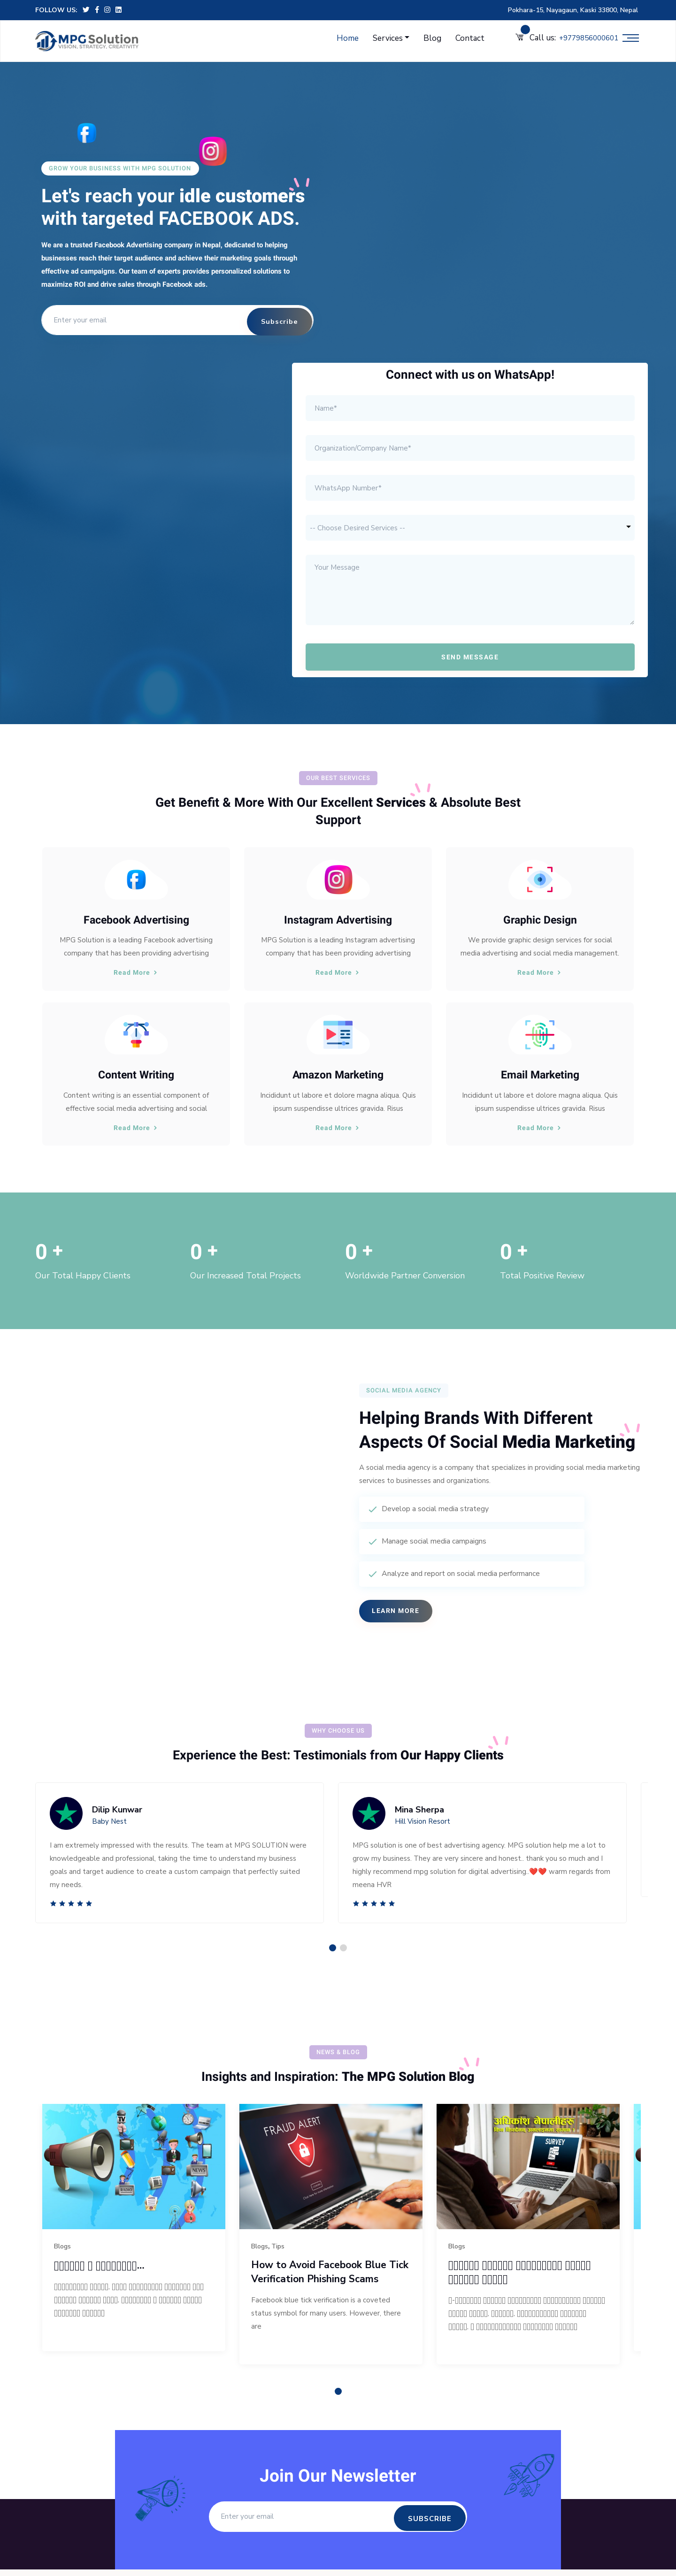 FOLLOW US:
Pokhara-15, Nayagaun, Kaski 33800, Nepal
MPG Solution
VISION, STRATEGY, CREATIVITY
Home
Services
Blog
Contact
Call us: +9779856000601
GROW YOUR BUSINESS WITH MPG SOLUTION
Let's reach your idle customers
with targeted FACEBOOK ADS.
We are a trusted Facebook Advertising company in Nepal, dedicated to helping
businesses reach their target audience and achieve their marketing goals through
effective ad campaigns. Our team of experts provides personalized solutions to
maximize ROI and drive sales through Facebook ads.
Enter your email
Subscribe
Connect with us on WhatsApp!
Name*
Organization/Company Name*
WhatsApp Number*
-- Choose Desired Services --
Your Message
SEND MESSAGE
OUR BEST SERVICES
Get Benefit & More With Our Excellent Services & Absolute Best
Support
Facebook Advertising
MPG Solution is a leading Facebook advertising
company that has been providing advertising
Read More
Instagram Advertising
MPG Solution is a leading Instagram advertising
company that has been providing advertising
Read More
Graphic Design
We provide graphic design services for social
media advertising and social media management.
Read More
Content Writing
Content writing is an essential component of
effective social media advertising and social
Read More
Amazon Marketing
Incididunt ut labore et dolore magna aliqua. Quis
ipsum suspendisse ultrices gravida. Risus
Read More
Email Marketing
Incididunt ut labore et dolore magna aliqua. Quis
ipsum suspendisse ultrices gravida. Risus
Read More
0 +
Our Total Happy Clients
0 +
Our Increased Total Projects
0 +
Worldwide Partner Conversion
0 +
Total Positive Review
SOCIAL MEDIA AGENCY
Helping Brands With Different
Aspects Of Social Media Marketing
A social media agency is a company that specializes in providing social media marketing
services to businesses and organizations.
Develop a social media strategy
Manage social media campaigns
Analyze and report on social media performance
LEARN MORE
WHY CHOOSE US
Experience the Best: Testimonials from Our Happy Clients
Dilip Kunwar
Baby Nest
I am extremely impressed with the results. The team at MPG SOLUTION were
knowledgeable and professional, taking the time to understand my business
goals and target audience to create a custom campaign that perfectly suited
my needs.
Mina Sherpa
Hill Vision Resort
MPG solution is one of best advertising agency. MPG solution help me a lot to
grow my business. They are very sincere and honest.. thank you so much and I
highly recommend mpg solution for digital advertising. ❤️❤️ warm regards from
meena HVR
NEWS & BLOG
Insights and Inspiration: The MPG Solution Blog
TV
NEWS
Blogs
FRAUD ALERT
Blogs, Tips
How to Avoid Facebook Blue Tick
Verification Phishing Scams
Facebook blue tick verification is a coveted
status symbol for many users. However, there
are
अधिकांश नेपालीहरू
SURVEY
Blogs
Join Our Newsletter
Enter your email
SUBSCRIBE